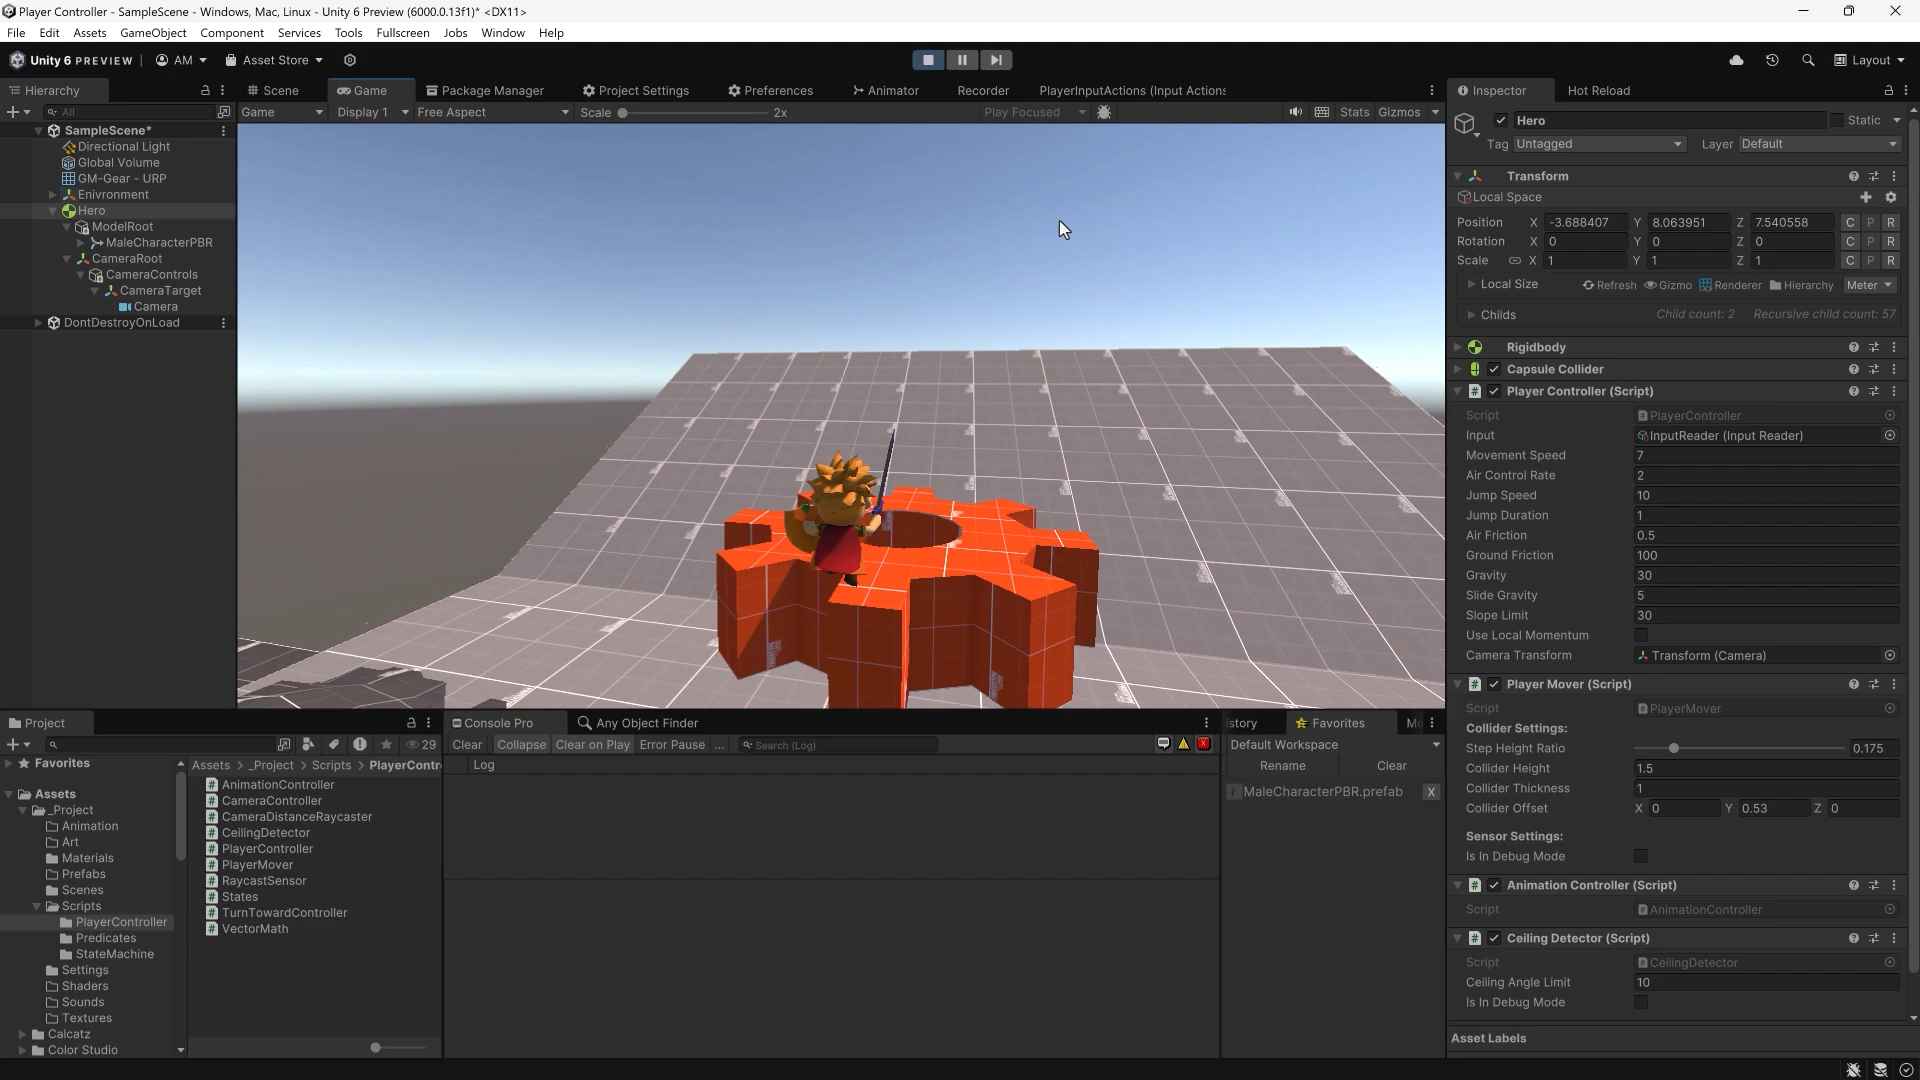 Player Controller - SampleScene - Windows, Mac, Linux - Unity 6 Preview (6000.0.13f1)* <DX11>
File Edit Assets GameObject Component Services Tools Fullscreen Jobs Window Help
Unity 6 PREVIEW AM Asset Store Layout
Hierarchy Scene Game Package Manager Project Settings Preferences Animator Recorder PlayerInputActions (Input Actions Inspector Hot Reload
All Game Display 1 Free Aspect Scale 2x Play Focused Stats Gizmos
SampleScene*
Directional Light
Global Volume
GM-Gear - URP
Enivronment
Hero
ModelRoot
MaleCharacterPBR
CameraRoot
CameraControls
CameraTarget
Camera
DontDestroyOnLoad
Hero Static
Tag Untagged Layer Default
Transform
Local Space
Position X -3.688407 Y 8.063951 Z 7.540558 C P R
Rotation X 0 Y 0 Z 0 C P R
Scale X 1 Y 1 Z 1 C P R
Local Size Refresh Gizmo Renderer Hierarchy Meter
Childs Child count: 2 Recursive child count: 57
Rigidbody
Capsule Collider
Player Controller (Script)
Script PlayerController
Input InputReader (Input Reader)
Movement Speed 7
Air Control Rate 2
Jump Speed 10
Jump Duration 1
Air Friction 0.5
Ground Friction 100
Gravity 30
Slide Gravity 5
Slope Limit 30
Use Local Momentum
Camera Transform Transform (Camera)
Player Mover (Script)
Script PlayerMover
Collider Settings:
Step Height Ratio 0.175
Collider Height 1.5
Collider Thickness 1
Collider Offset X 0 Y 0.53 Z 0
Sensor Settings:
Is In Debug Mode
Animation Controller (Script)
Script AnimationController
Ceiling Detector (Script)
Script CeilingDetector
Ceiling Angle Limit 10
Is In Debug Mode
Asset Labels
Project
29
Favorites
Assets
_Project
Animation
Art
Materials
Prefabs
Scenes
Scripts
PlayerController
Predicates
StateMachine
Settings
Shaders
Sounds
Textures
Calcatz
Color Studio
Assets > _Project > Scripts > PlayerContr
AnimationController
CameraController
CameraDistanceRaycaster
CeilingDetector
PlayerController
PlayerMover
RaycastSensor
States
TurnTowardController
VectorMath
Console Pro Any Object Finder
Clear Collapse Clear on Play Error Pause ... Search (Log)
Log
istory Favorites Mo
Default Workspace
Rename Clear
MaleCharacterPBR.prefab X